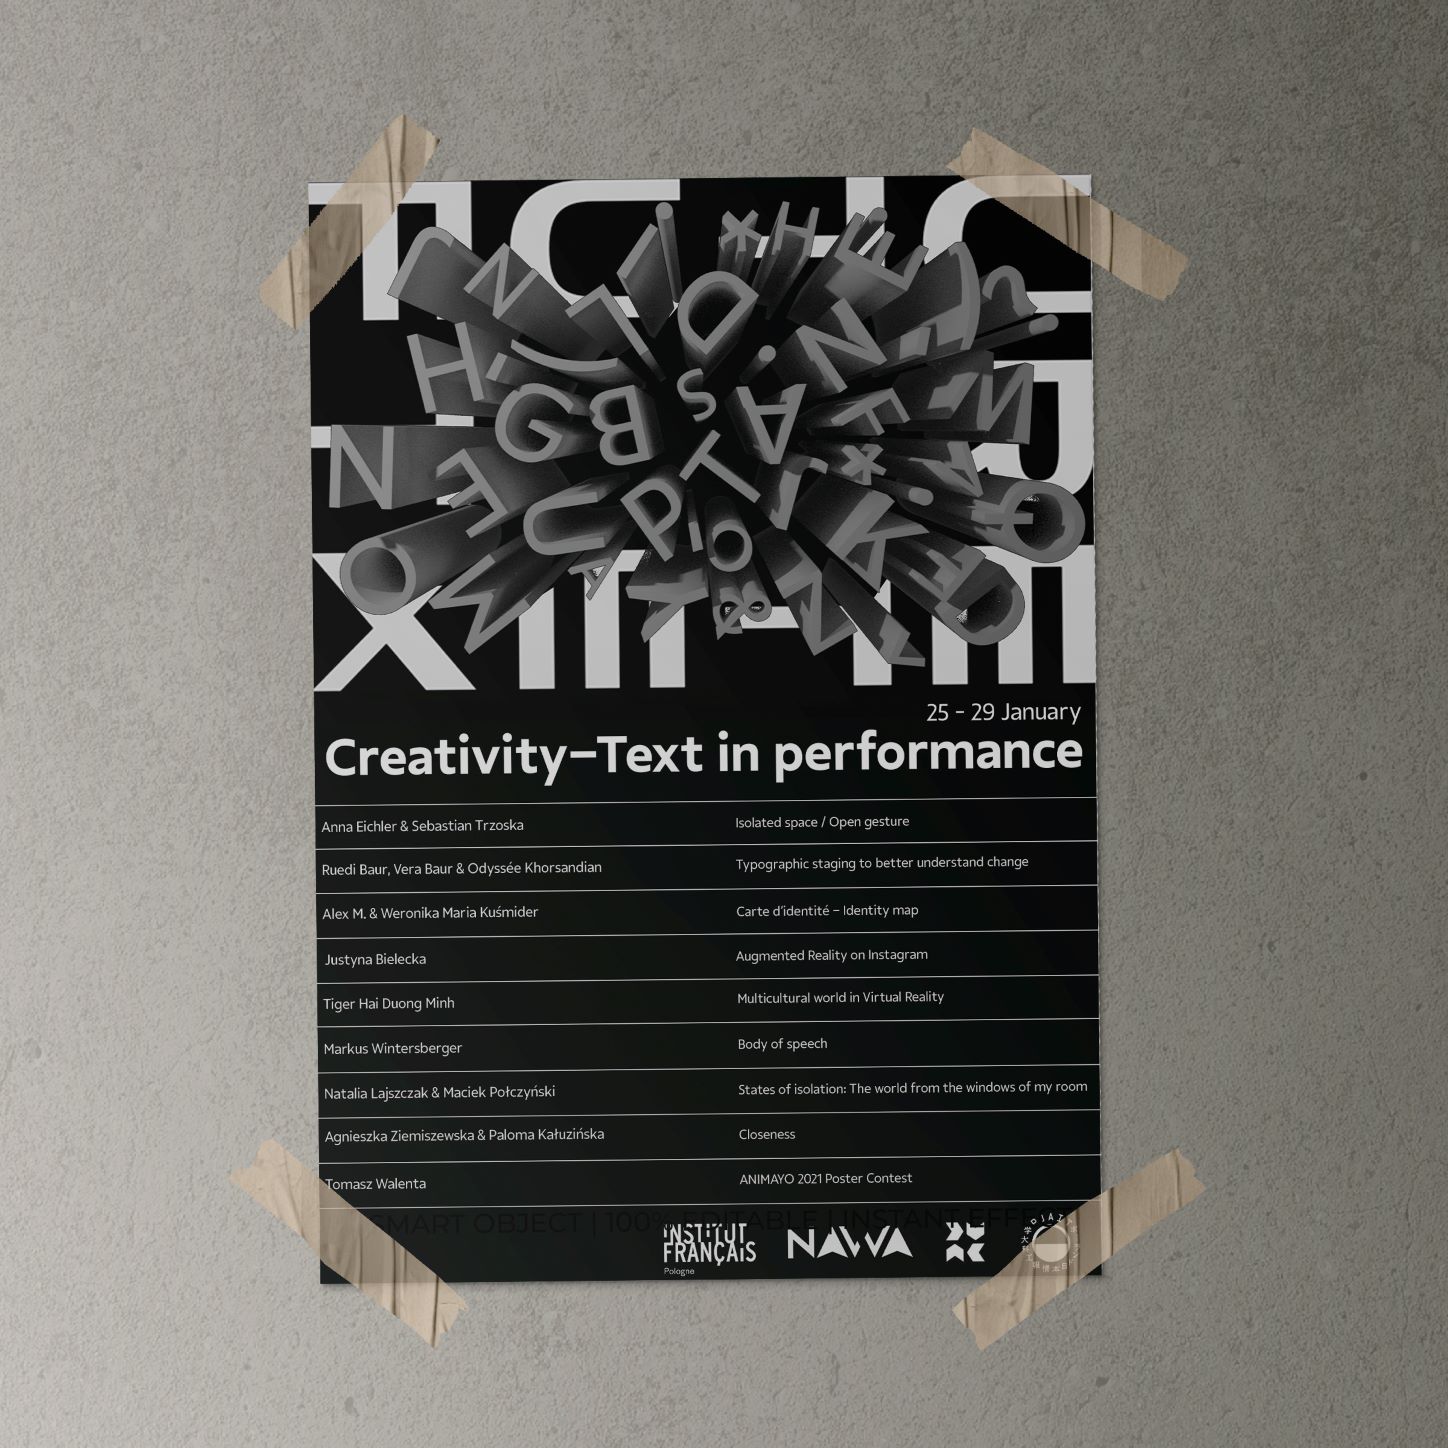 25 - 29 January
Creativity–Text in performance
Anna Eichler & Sebastian Trzoska
Isolated space / Open gesture
Ruedi Baur, Vera Baur & Odyssée Khorsandian
Typographic staging to better understand change
Alex M. & Weronika Maria Kuśmider
Carte d'identité – Identity map
Justyna Bielecka
Augmented Reality on Instagram
Tiger Hai Duong Minh
Multicultural world in Virtual Reality
Markus Wintersberger
Body of speech
Natalia Lajszczak & Maciek Połczyński
States of isolation: The world from the windows of my room
Agnieszka Ziemiszewska & Paloma Kałuzińska
Closeness
Tomasz Walenta
ANIMAYO 2021 Poster Contest
SMART OBJECT | 100% EDITABLE | INSTANT EFFECT
INSTITUT
FRANÇAIS
Pologne
NAWA
PJAIT